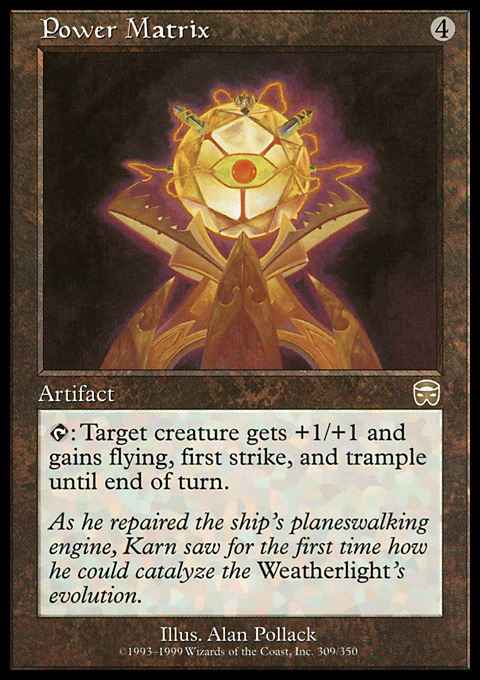 Power Matrix 4
Artifact
: Target creature gets +1/+1 and
gains flying, first strike, and trample
until end of turn.
As he repaired the ship's planeswalking
engine, Karn saw for the first time how
he could catalyze the Weatherlight's
evolution.
Illus. Alan Pollack
©1993–1999 Wizards of the Coast, Inc. 309/350